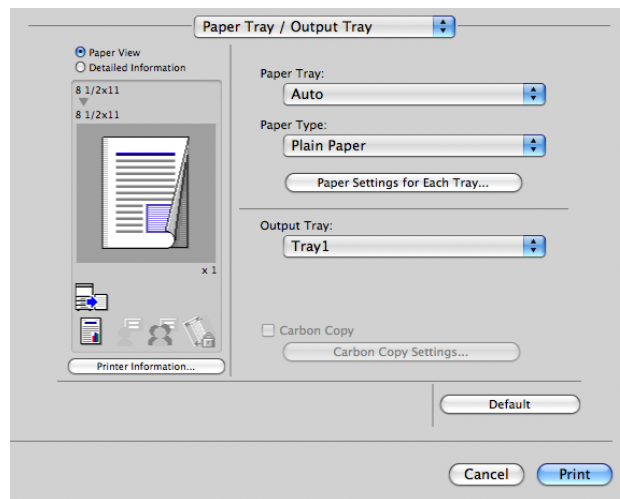 Paper Tray / Output Tray
Paper View
Detailed Information
8 1/2x11
8 1/2x11
x 1
Printer Information...
Paper Tray:
Auto
Paper Type:
Plain Paper
Paper Settings for Each Tray...
Output Tray:
Tray1
Carbon Copy
Carbon Copy Settings...
Default
Cancel
Print